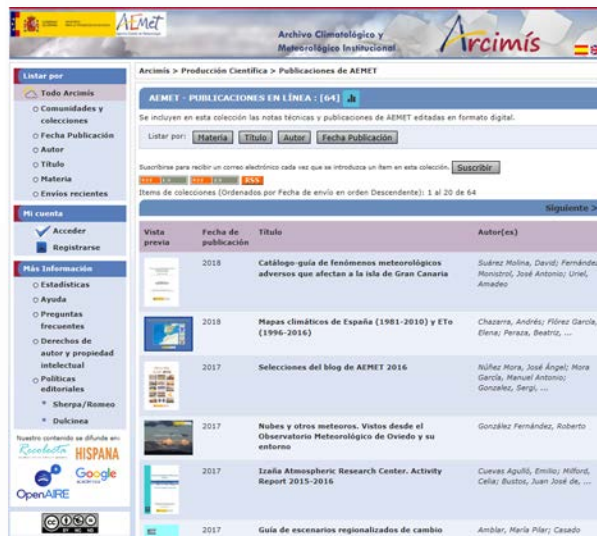 AEMet
Archivo Climatológico y
Meteorológico Institucional
Arcimís
Listar por
Todo Arcimís
Comunidades y
colecciones
Fecha Publicación
Autor
Título
Materia
Envíos recientes
Mi cuenta
Acceder
Registrarse
Más Información
Estadísticas
Ayuda
Preguntas
frecuentes
Derechos de
autor y propiedad
intelectual
Políticas
editoriales
Sherpa/Romeo
Dulcinea
Nuestro contenido se difunde en:
Recolecta
HISPANA
OpenAIRE
Google
BY NC ND
Arcimis > Producción Científica > Publicaciones de AEMET
AEMET - PUBLICACIONES EN LÍNEA : [64]
Se incluyen en esta colección las notas técnicas y publicaciones de AEMET editadas en formato digital.
Listar por: Materia Título Autor Fecha Publicación
Suscribirse para recibir un correo electrónico cada vez que se introduzca un ítem en esta colección. Suscribir
RSS
Items de colecciones (Ordenados por Fecha de envío en orden Descendente): 1 al 20 de 64
Siguiente >
Vista
previa
Fecha de
publicación
Título
Autor(es)
2018
Catálogo-guía de fenómenos meteorológicos
adversos que afectan a la isla de Gran Canaria
Suárez Molina, David; Fernández
Monistrol, José Antonio; Uriel,
Amadeo
2018
Mapas climáticos de España (1981-2010) y ETo
(1996-2016)
Chazarra, Andrés; Flórez García,
Elena; Peraza, Beatriz, ...
2017
Selecciones del blog de AEMET 2016
Núñez Mora, José Ángel; Mora
García, Manuel Antonio;
Gonzalez, Sergi, ...
2017
Nubes y otros meteoros. Vistos desde el
Observatorio Meteorológico de Oviedo y su
entorno
González Fernández, Roberto
2017
Izaña Atmospheric Research Center. Activity
Report 2015-2016
Cuevas Agulló, Emilio; Milford,
Celia; Bustos, Juan José de, ...
2017
Guía de escenarios regionalizados de cambio
Amblar, María Pilar; Casado